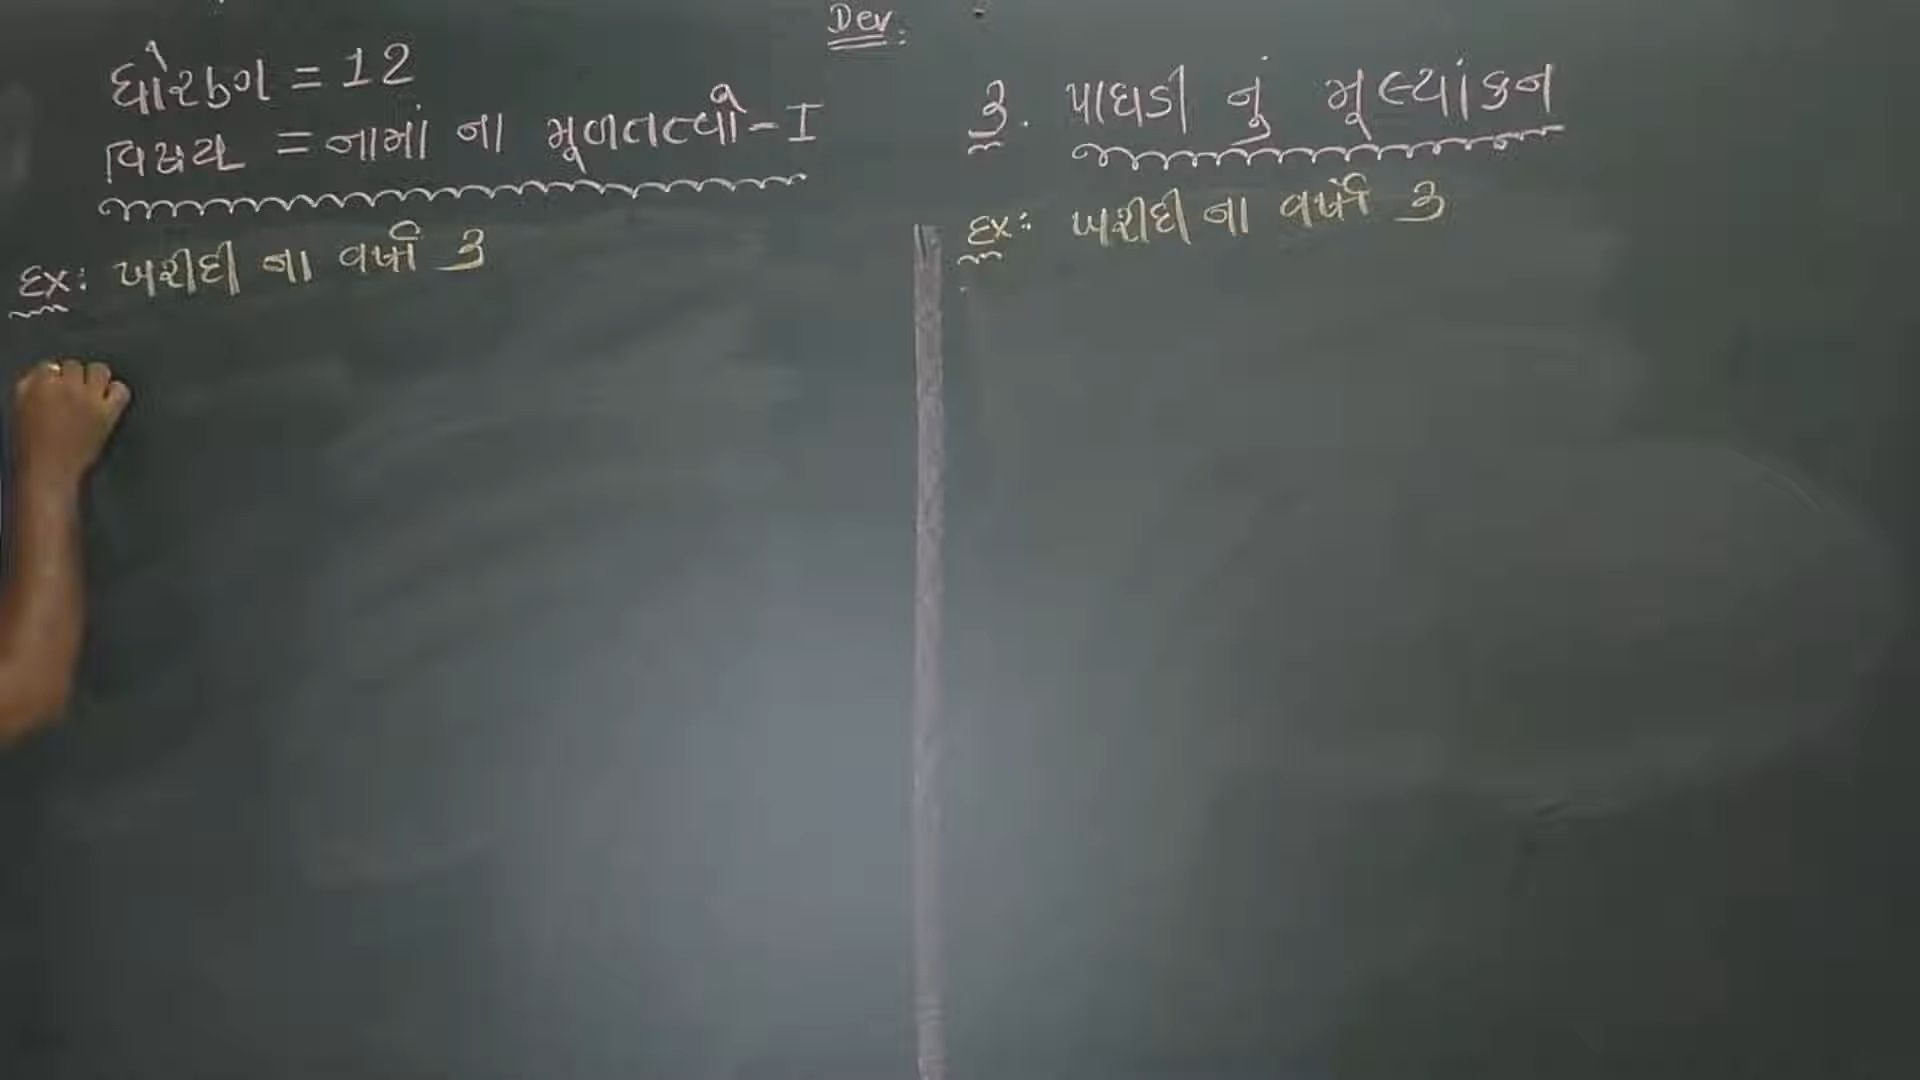 Dev.
ધોરણ = 12
વિષય = નામાં ના મૂળતત્વો - I
Ex: ખરીદી ના વર્ષો 3
3. પાઘડી નું મૂલ્યાંકન
Ex: ખરીદી ના વર્ષો 3